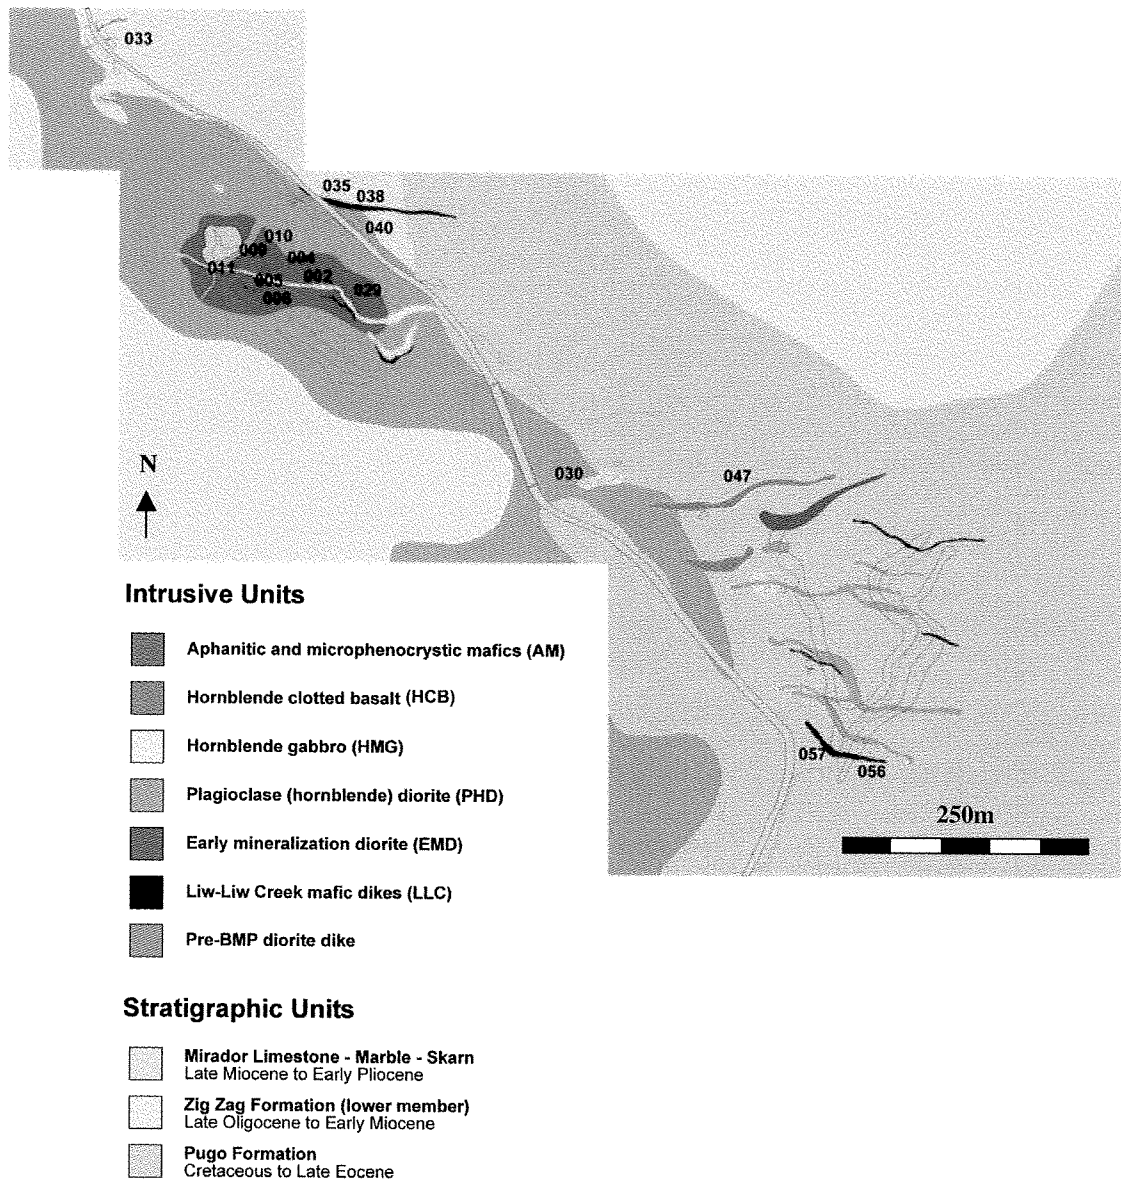 033
035
038
040
010
009
004
011
005
002
029
006
N
030
047
057
056
250m
Intrusive Units
Aphanitic and microphenocrystic mafics (AM)
Hornblende clotted basalt (HCB)
Hornblende gabbro (HMG)
Plagioclase (hornblende) diorite (PHD)
Early mineralization diorite (EMD)
Liw-Liw Creek mafic dikes (LLC)
Pre-BMP diorite dike
Stratigraphic Units
Mirador Limestone - Marble - Skarn
Late Miocene to Early Pliocene
Zig Zag Formation (lower member)
Late Oligocene to Early Miocene
Pugo Formation
Cretaceous to Late Eocene